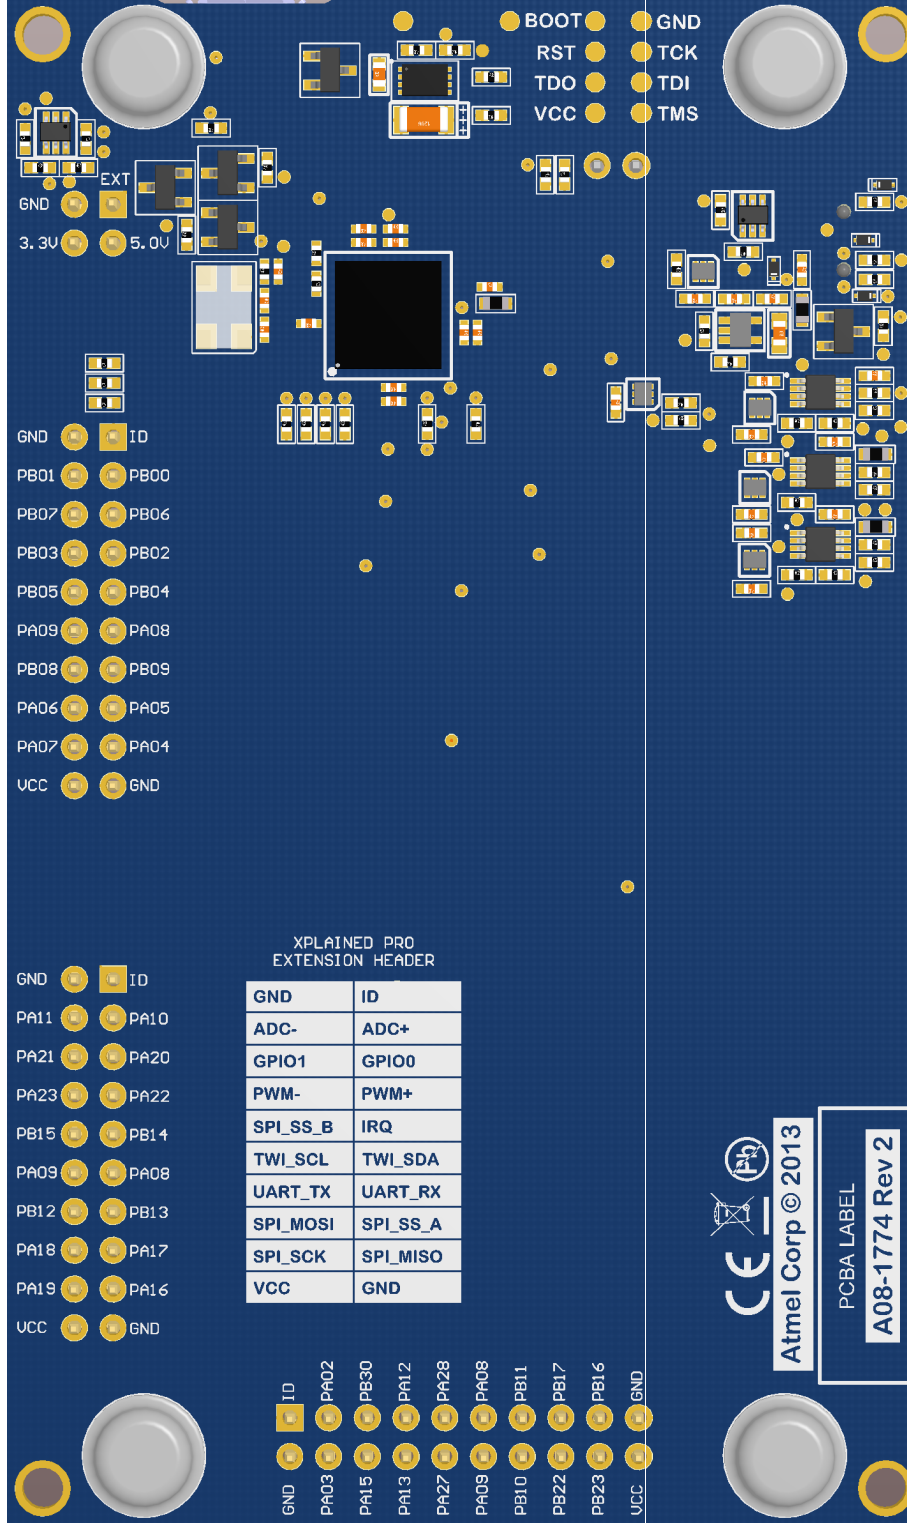 BOOT GND
RST TCK
TDO TDI
VCC TMS
EXT
GND
3.3V 5.0V
GND ID
PB01 PB00
PB07 PB06
PB03 PB02
PB05 PB04
PA09 PA08
PB08 PB09
PA06 PA05
PA07 PA04
VCC GND
XPLAINED PRO
EXTENSION HEADER
GND ID
PA11 PA10
PA21 PA20
PA23 PA22
PB15 PB14
PA09 PA08
PB12 PB13
PA18 PA17
PA19 PA16
VCC GND
GND ID
ADC- ADC+
GPIO1 GPIO0
PWM- PWM+
SPI_SS_B IRQ
TWI_SCL TWI_SDA
UART_TX UART_RX
SPI_MOSI SPI_SS_A
SPI_SCK SPI_MISO
VCC GND
Pb
CE
Atmel Corp © 2013
PCBA LABEL
A08-1774 Rev 2
ID PA02 PB30 PA12 PA28 PA08 PB11 PB17 PB16 GND
GND PA03 PA15 PA13 PA27 PA09 PB10 PB22 PB23 VCC